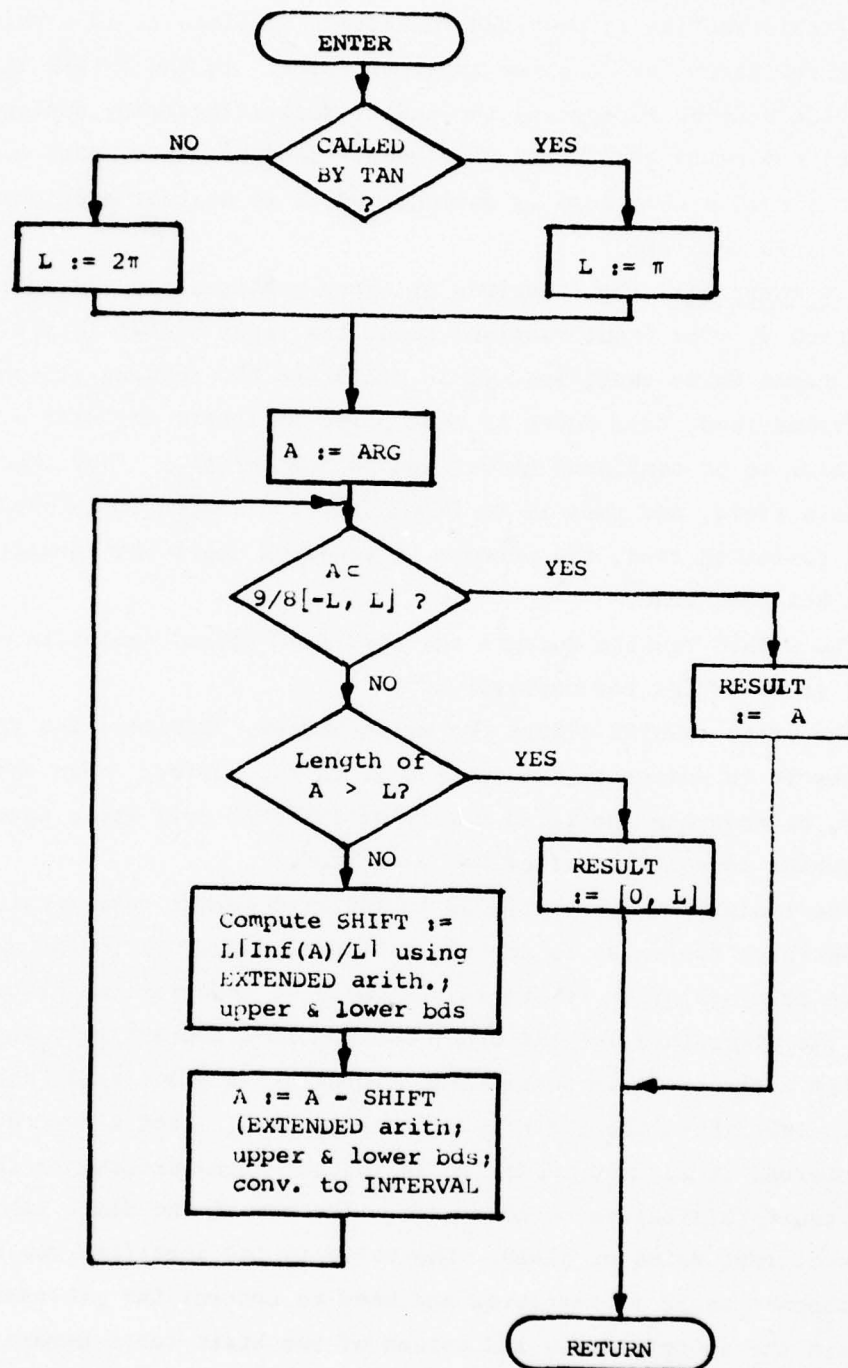 ENTER
CALLED
BY TAN
?
NO
YES
L := 2π
L := π
A := ARG
A ⊂
9/8[-L, L] ?
YES
NO
RESULT
:= A
Length of
A > L?
YES
NO
RESULT
:= [0, L]
Compute SHIFT :=
L⌈Inf(A)/L⌉ using
EXTENDED arith.;
upper & lower bds
A := A - SHIFT
(EXTENDED arith;
upper & lower bds;
conv. to INTERVAL
RETURN